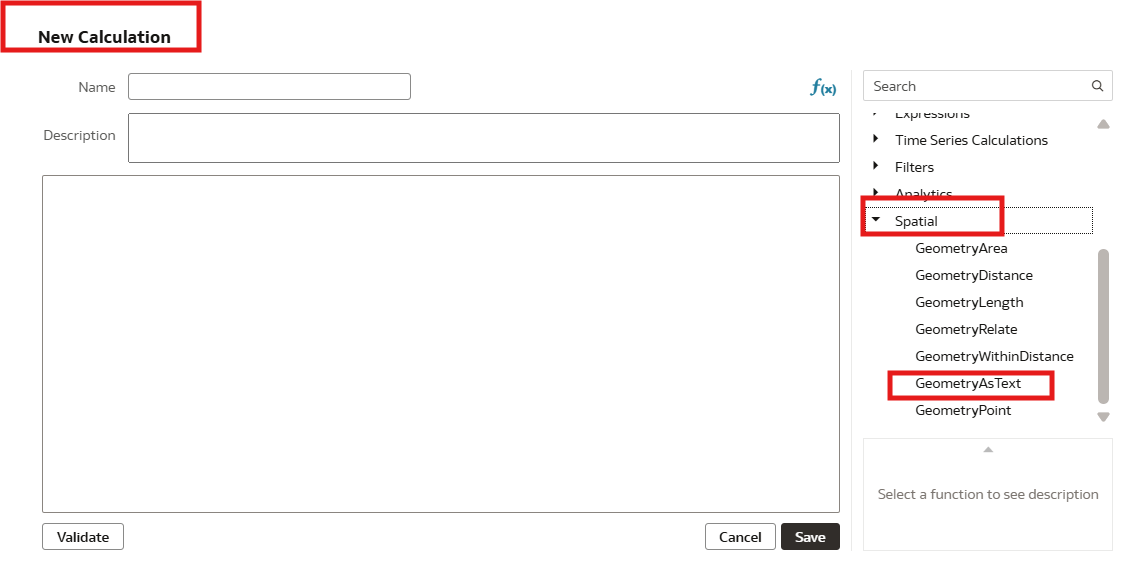 New Calculation
Name
f(x)
Description
Validate
Cancel
Save
Search
Expressions
Time Series Calculations
Filters
Analytics
Spatial
GeometryArea
GeometryDistance
GeometryLength
GeometryRelate
GeometryWithinDistance
GeometryAsText
GeometryPoint
Select a function to see description